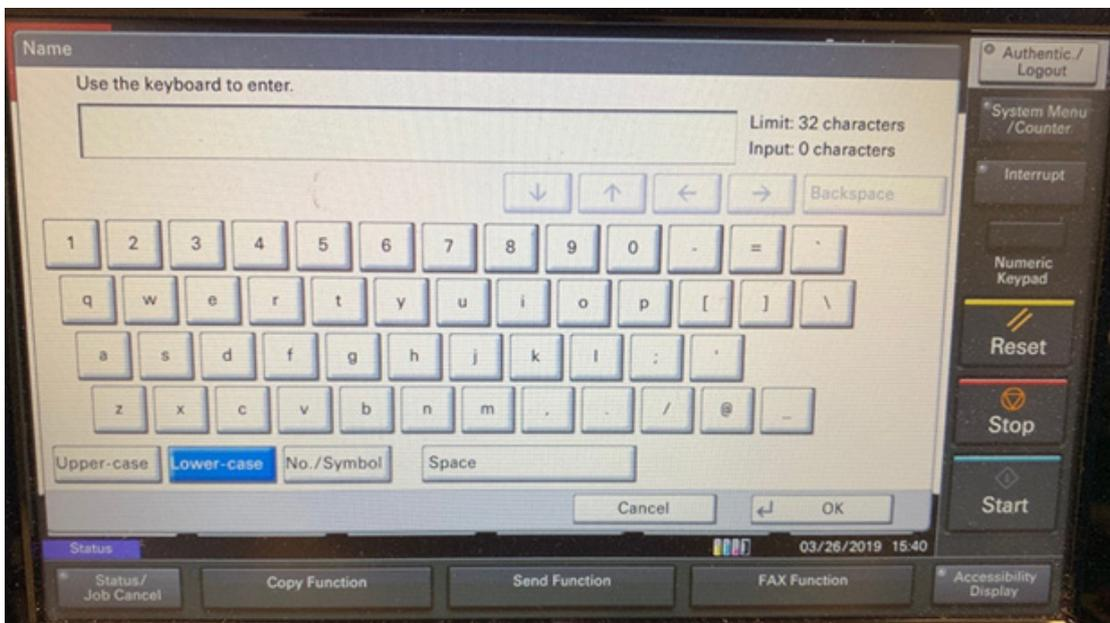 Name
Use the keyboard to enter.
Limit: 32 characters
Input: 0 characters
↓ ↑ ← → Backspace
1 2 3 4 5 6 7 8 9 0 - = `
q w e r t y u i o p [ ] \
a s d f g h j k l ; '
z x c v b n m , . / @ _
Upper-case Lower-case No./Symbol Space
Cancel OK
Status 03/26/2019 15:40
Status/
Job Cancel
Copy Function
Send Function
FAX Function
Accessibility
Display
Authentic./
Logout
System Menu
/Counter
Interrupt
Numeric
Keypad
Reset
Stop
Start